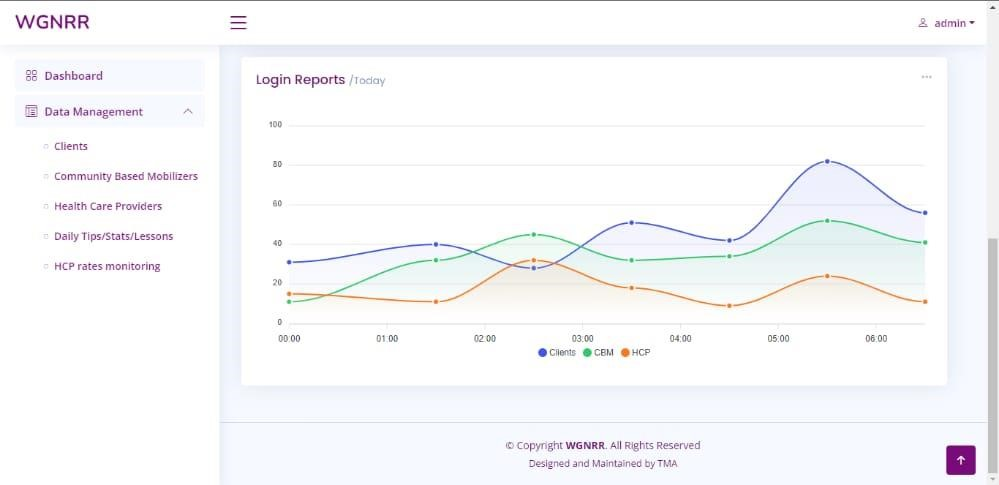 WGNRR
admin
Dashboard
Data Management
Clients
Community Based Mobilizers
Health Care Providers
Daily Tips/Stats/Lessons
HCP rates monitoring
Login Reports /Today
100
80
60
40
20
0
00:00 01:00 02:00 03:00 04:00 05:00 06:00
Clients CBM HCP
© Copyright WGNRR. All Rights Reserved
Designed and Maintained by TMA